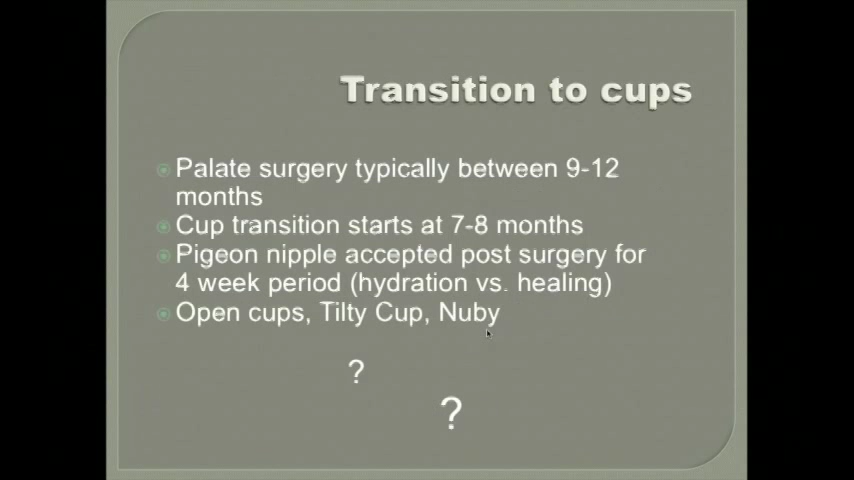 Transition to cups
Palate surgery typically between 9-12
months
Cup transition starts at 7-8 months
Pigeon nipple accepted post surgery for
4 week period (hydration vs. healing)
Open cups, Tilty Cup, Nuby
?
?